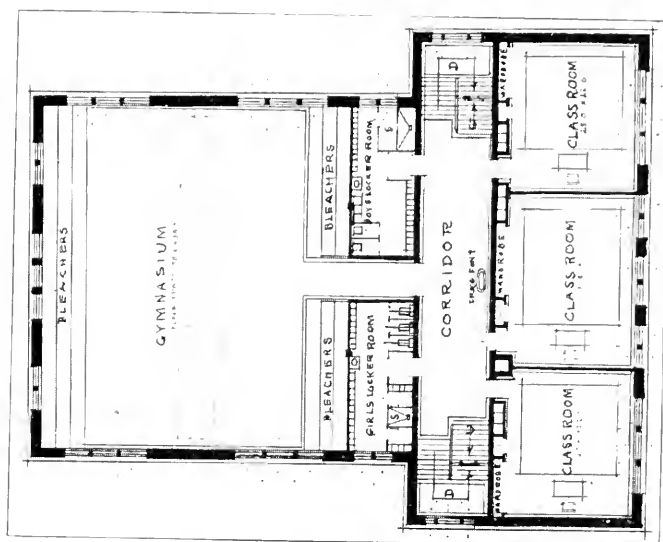 BLEACHERS
GYMNASIUM
BLEACHERS
BLEACHERS
BOYS LOCKER ROOM
S
GIRLS LOCKER ROOM
S
D
D
CORRIDOR
WARDROBE
WARDROBE
WARDROBE
CLASS ROOM
CLASS ROOM
CLASS ROOM